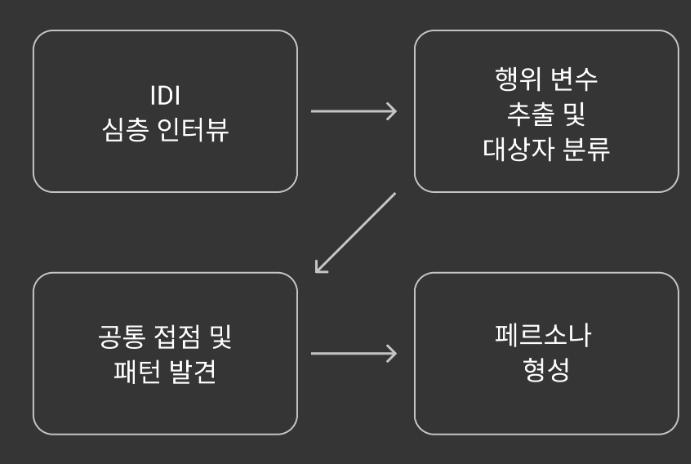 IDI
심층 인터뷰
행위 변수
추출 및
대상자 분류
공통 접점 및
패턴 발견
페르소나
형성